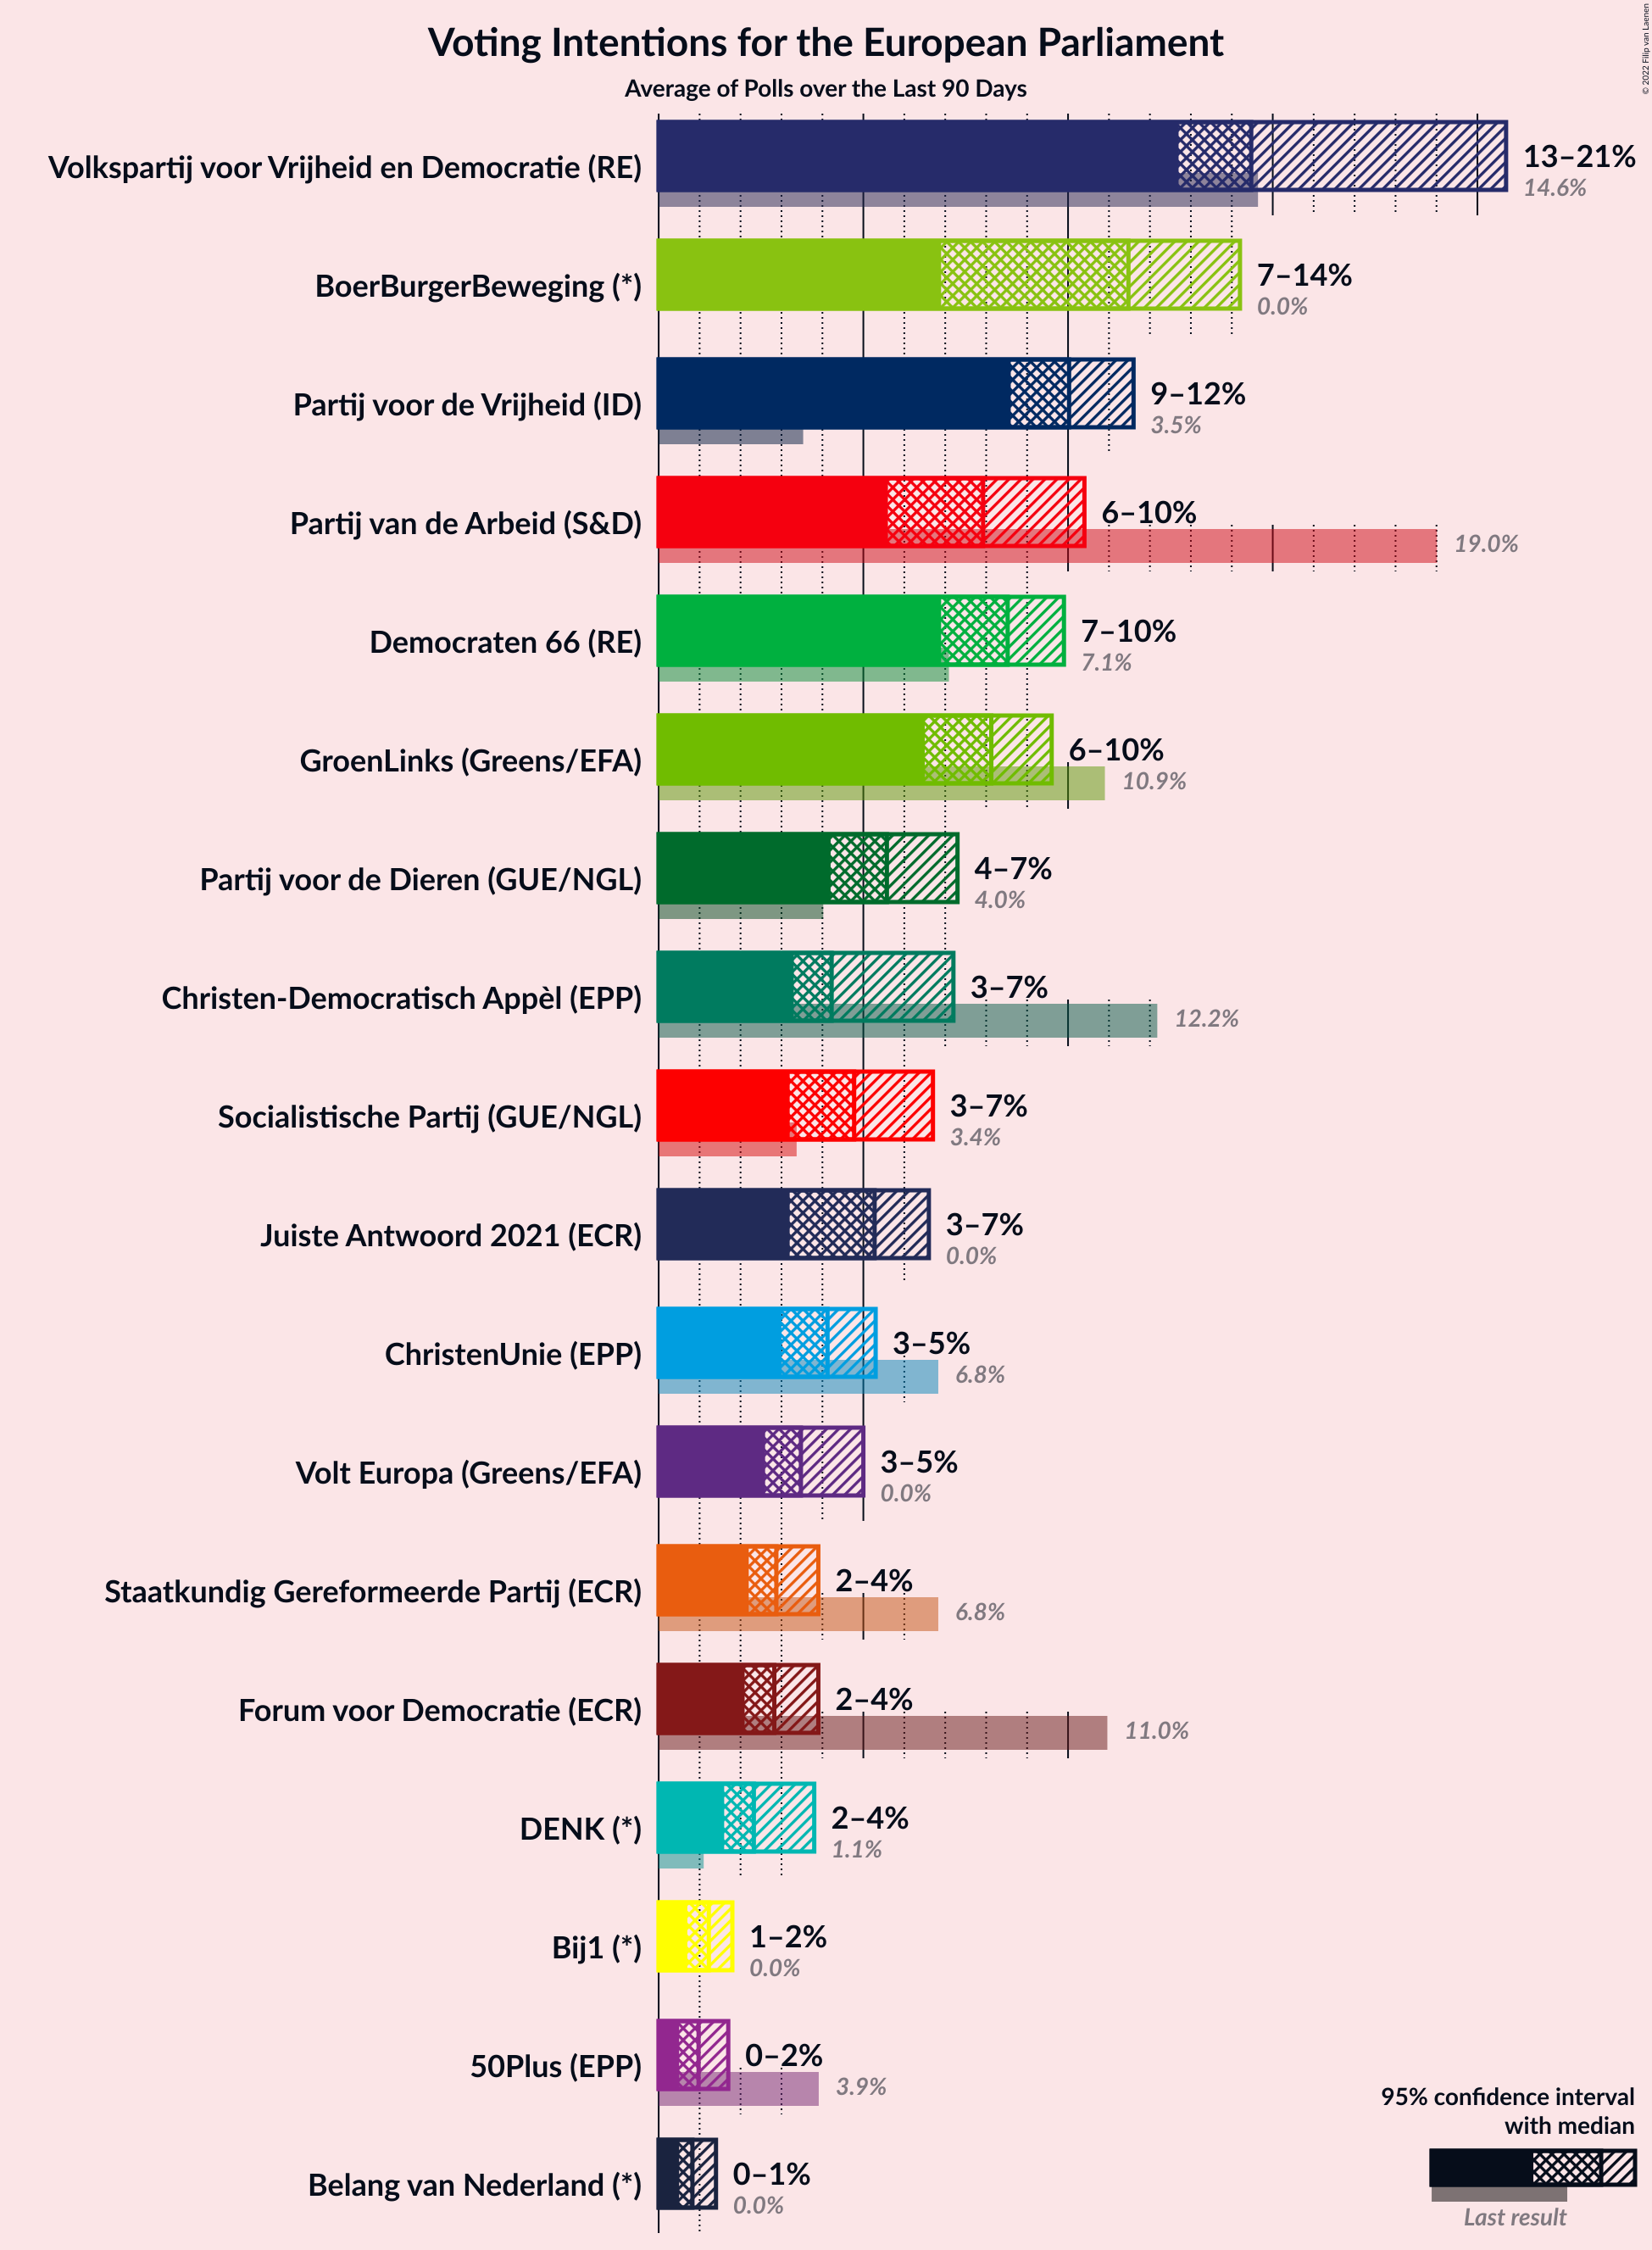 Voting Intentions for the European Parliament
Average of Polls over the Last 90 Days
© 2022 Filip van Laenen
Volkspartij voor Vrijheid en Democratie (RE)
13–21%
14.6%
BoerBurgerBeweging (*)
7–14%
0.0%
Partij voor de Vrijheid (ID)
9–12%
3.5%
Partij van de Arbeid (S&D)
6–10%
19.0%
Democraten 66 (RE)
7–10%
7.1%
GroenLinks (Greens/EFA)
6–10%
10.9%
Partij voor de Dieren (GUE/NGL)
4–7%
4.0%
Christen-Democratisch Appèl (EPP)
3–7%
12.2%
Socialistische Partij (GUE/NGL)
3–7%
3.4%
Juiste Antwoord 2021 (ECR)
3–7%
0.0%
ChristenUnie (EPP)
3–5%
6.8%
Volt Europa (Greens/EFA)
3–5%
0.0%
Staatkundig Gereformeerde Partij (ECR)
2–4%
6.8%
Forum voor Democratie (ECR)
2–4%
11.0%
DENK (*)
2–4%
1.1%
Bij1 (*)
1–2%
0.0%
50Plus (EPP)
0–2%
3.9%
Belang van Nederland (*)
0–1%
0.0%
95% confidence interval
with median
Last result